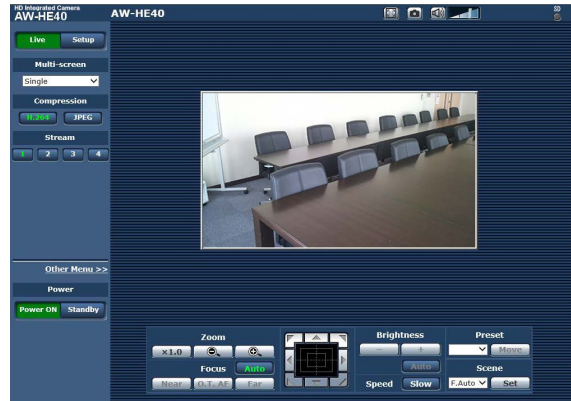 HD Integrated Camera
AW-HE40
AW-HE40
SD
Live Setup
Multi-screen
Single
Compression
H.264 JPEG
Stream
1 2 3 4
Other Menu >>
Power
Power ON Standby
Zoom
×1.0
Focus Auto
Near O.T. AF Far
Brightness
- +
Auto
Speed Slow
Preset
Move
Scene
F.Auto Set